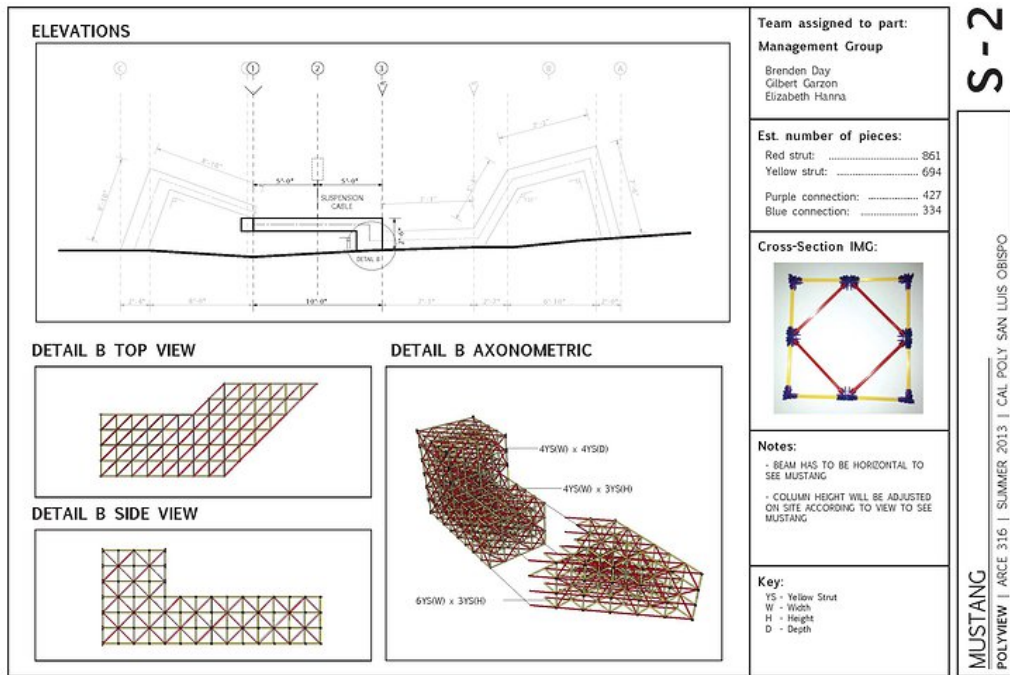 ELEVATIONS
1
2
3
B
A
5'-0"
5'-0"
SUSPENSION
CABLE
2'-6"
DETAIL B
10'-0"
DETAIL B TOP VIEW
DETAIL B SIDE VIEW
DETAIL B AXONOMETRIC
4YS(W) x 4YS(D)
4YS(W) x 3YS(H)
6YS(W) x 3YS(H)
Team assigned to part:
Management Group
Brenden Day
Gilbert Garzon
Elizabeth Hanna
Est. number of pieces:
Red strut: ........................ 861
Yellow strut: ........................ 694
Purple connection: ............ 427
Blue connection: ............... 334
Cross-Section IMG:
Notes:
- BEAM HAS TO BE HORIZONTAL TO
SEE MUSTANG
- COLUMN HEIGHT WILL BE ADJUSTED
ON SITE ACCORDING TO VIEW TO SEE
MUSTANG
Key:
YS - Yellow Strut
W - Width
H - Height
D - Depth
S-2
MUSTANG
POLYVIEW | ARCE 316 | SUMMER 2013 | CAL POLY SAN LUIS OBISPO